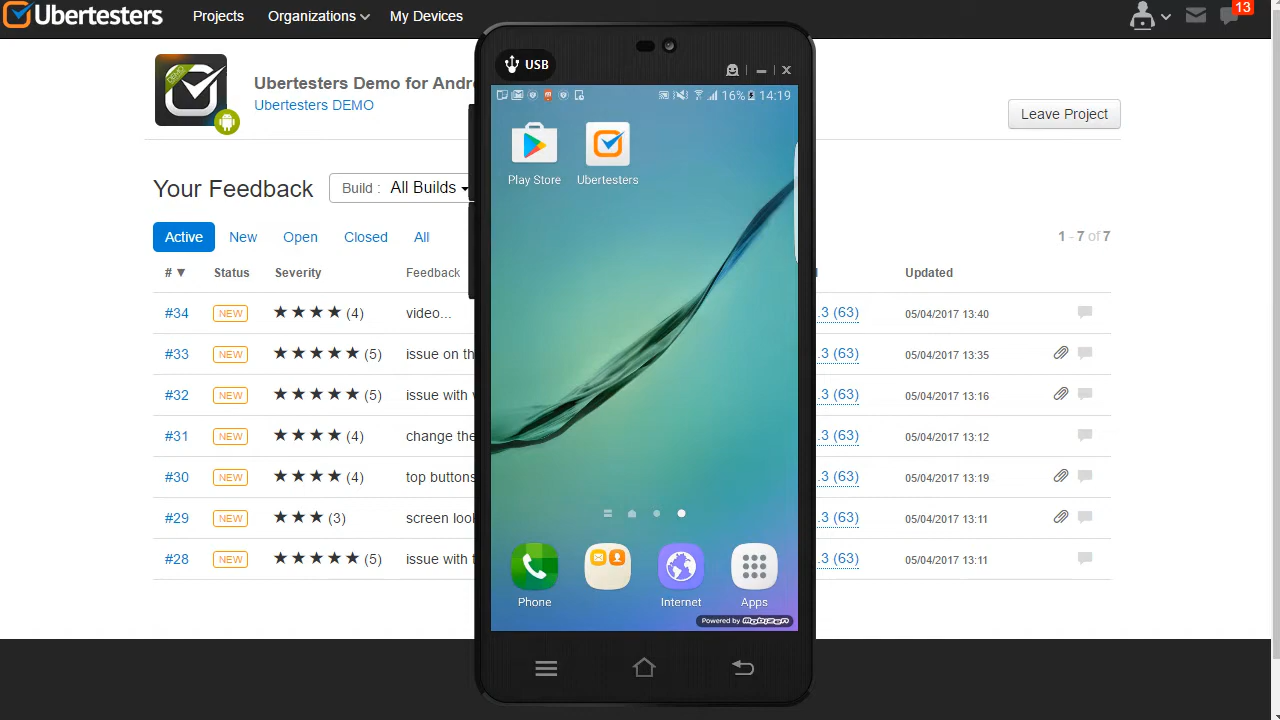 Ubertesters
Projects
Organizations
My Devices
13
Ubertesters Demo for Andr
Ubertesters DEMO
DEMO
Leave Project
Your Feedback
Build : All Builds
Active
New
Open
Closed
All
1 - 7 of 7
# ▼ Status Severity Feedback Updated
#34 NEW ★★★★ (4) video... .3 (63) 05/04/2017 13:40
#33 NEW ★★★★★ (5) issue on th .3 (63) 05/04/2017 13:35
#32 NEW ★★★★★ (5) issue with .3 (63) 05/04/2017 13:16
#31 NEW ★★★★ (4) change the .3 (63) 05/04/2017 13:12
#30 NEW ★★★★ (4) top buttons .3 (63) 05/04/2017 13:19
#29 NEW ★★★ (3) screen loo .3 (63) 05/04/2017 13:11
#28 NEW ★★★★★ (5) issue with t .3 (63) 05/04/2017 13:11
USB
16% 14:19
Play Store
Ubertesters
Phone
Internet
Apps
Powered by mobizen